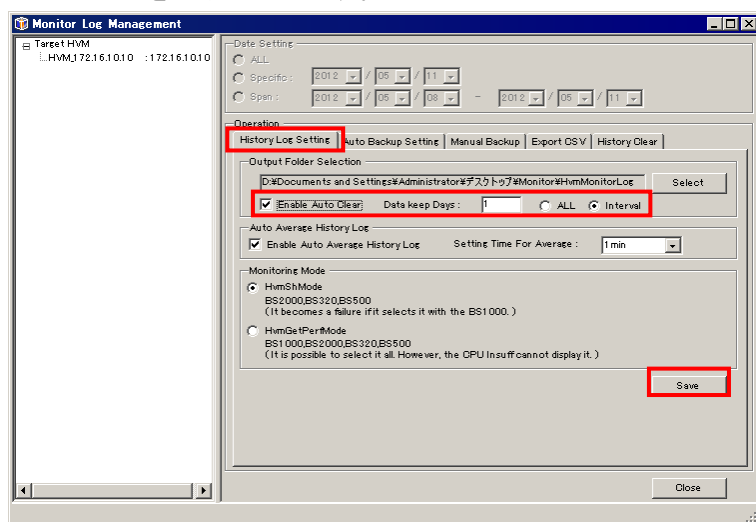 Monitor Log Management
Target HVM
HVM_172.16.10.10 :172.16.10.10
Date Setting
ALL
Specific : 2012 / 05 / 11
Span : 2012 / 05 / 08 - 2012 / 05 / 11
Operation
History Log Setting Auto Backup Setting Manual Backup Export CSV History Clear
Output Folder Selection
D:¥Documents and Settings¥Administrator¥デスクトップ¥Monitor¥HvmMonitorLog Select
Enable Auto Clear Data keep Days : 1 ALL Interval
Auto Average History Log
Enable Auto Average History Log Setting Time For Average : 1 min
Monitoring Mode
HvmShMode
BS2000,BS320,BS500
( It becomes a failure if it selects it with the BS1000. )
HvmGetPerfMode
BS1000,BS2000,BS320,BS500
( It is possible to select it all. However, the CPU Insuff cannot display it. )
Save
Close